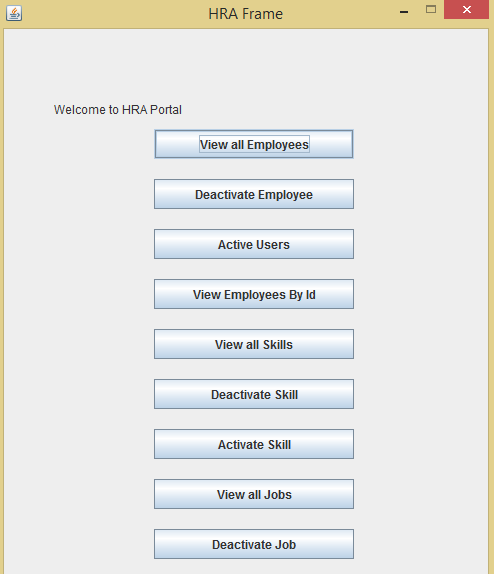 HRA Frame
Welcome to HRA Portal
View all Employees
Deactivate Employee
Active Users
View Employees By Id
View all Skills
Deactivate Skill
Activate Skill
View all Jobs
Deactivate Job